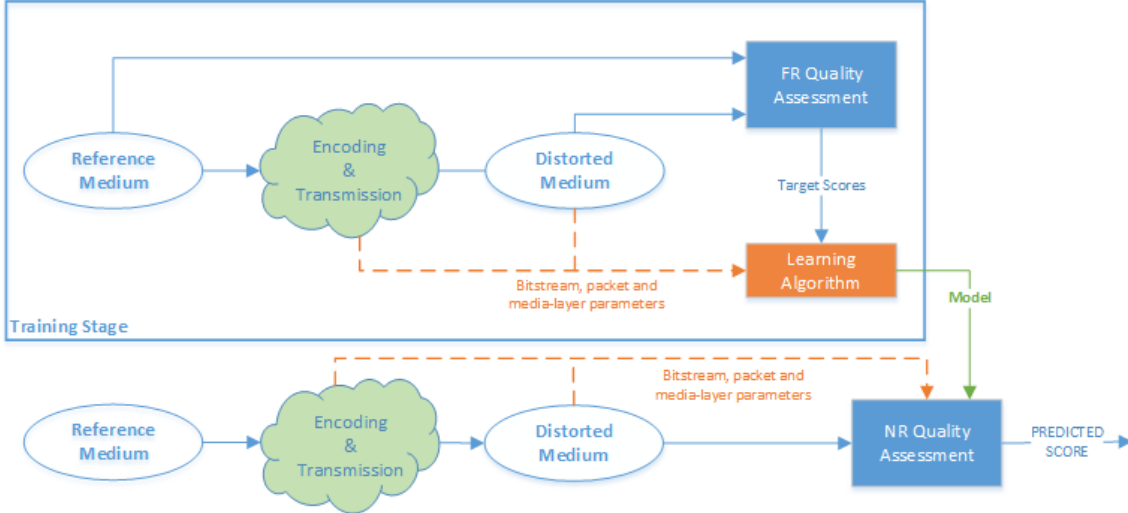 FR Quality
Assessment
Reference
Medium
Encoding
&
Transmission
Distorted
Medium
Target Scores
Learning
Algorithm
Bitstream, packet and
media-layer parameters
Model
Training Stage
Bitstream, packet and
media-layer parameters
Reference
Medium
Encoding
&
Transmission
Distorted
Medium
NR Quality
Assessment
PREDICTED
SCORE